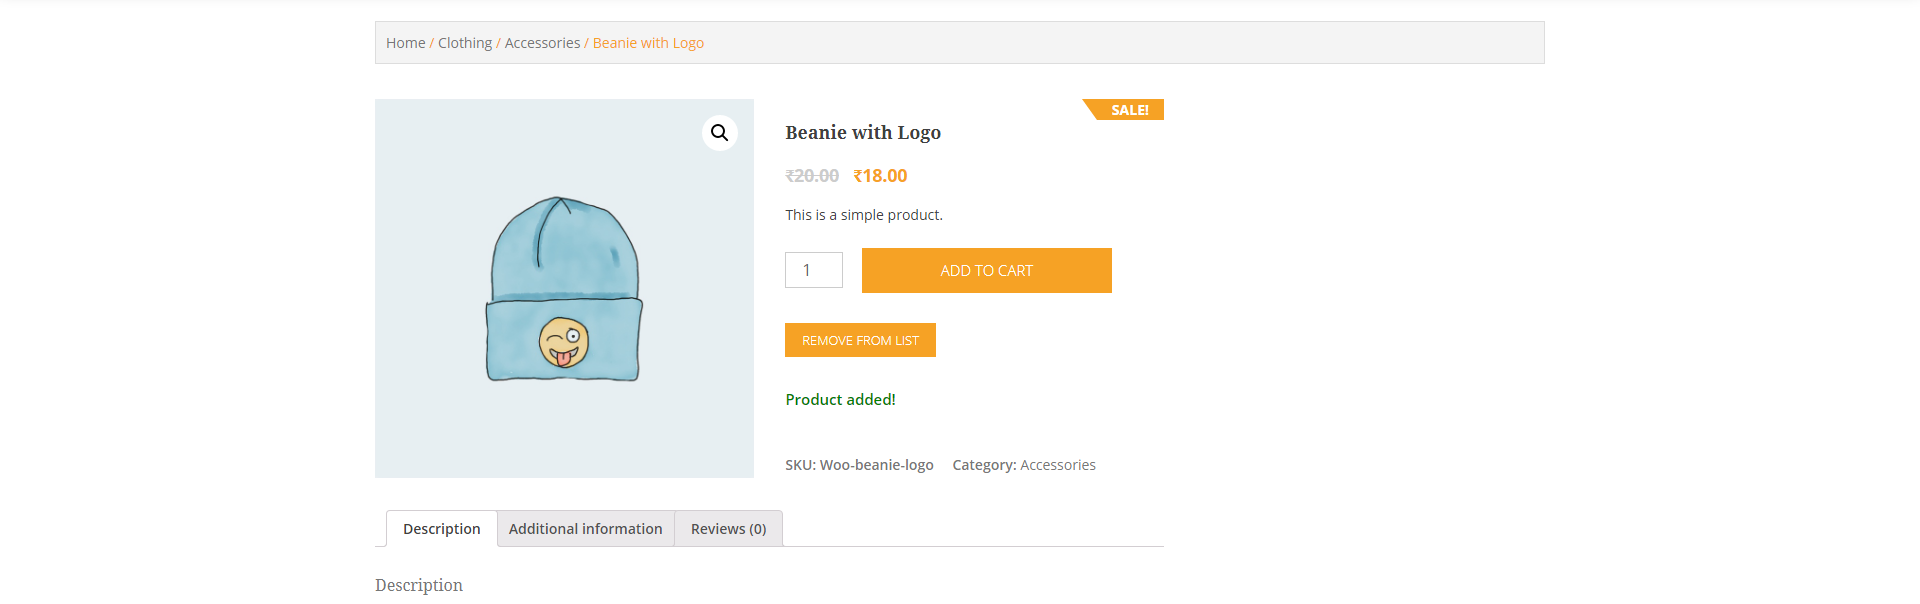 Home / Clothing / Accessories / Beanie with Logo
SALE!
Beanie with Logo
₹20.00 ₹18.00
This is a simple product.
1 ADD TO CART
REMOVE FROM LIST
Product added!
SKU: Woo-beanie-logo Category: Accessories
Description Additional information Reviews (0)
Description